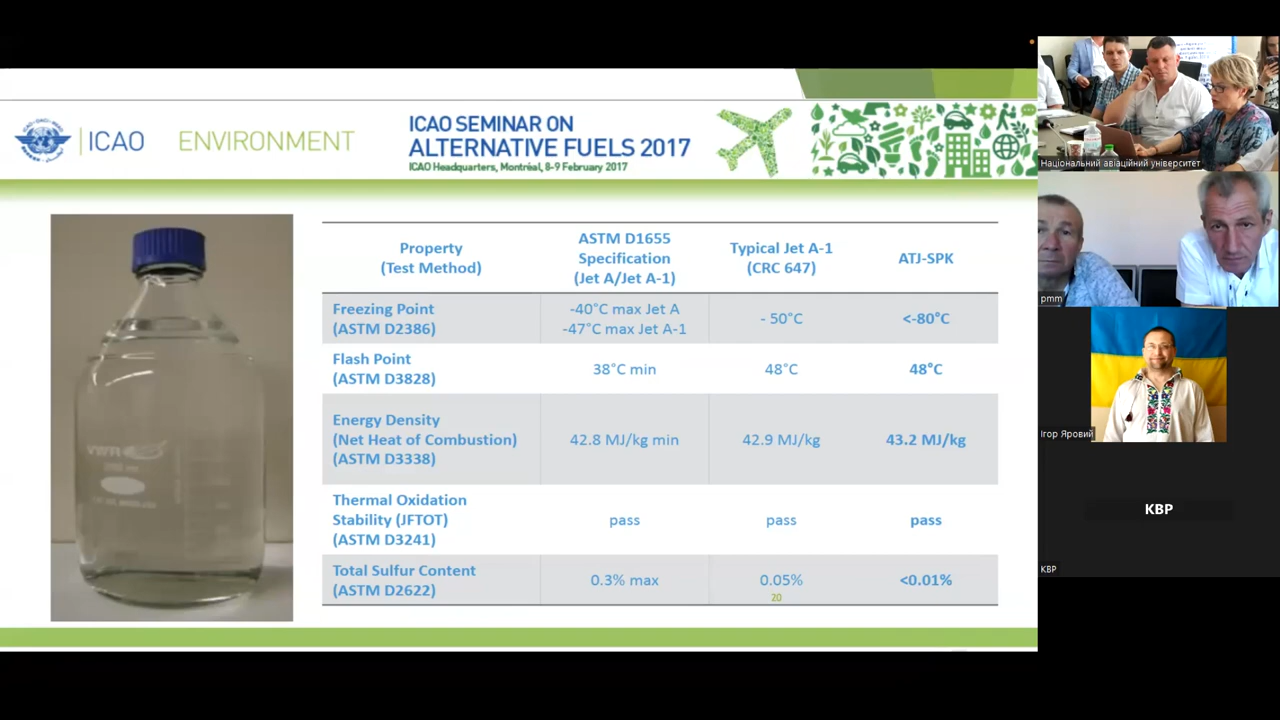 ICAO
ENVIRONMENT
ICAO SEMINAR ON
ALTERNATIVE FUELS 2017
ICAO Headquarters, Montréal, 8-9 February 2017
Property
(Test Method)
ASTM D1655
Specification
(Jet A/Jet A-1)
Typical Jet A-1
(CRC 647)
ATJ-SPK
Freezing Point
(ASTM D2386)
-40°C max Jet A
-47°C max Jet A-1
- 50°C
<-80°C
Flash Point
(ASTM D3828)
38°C min
48°C
48°C
Energy Density
(Net Heat of Combustion)
(ASTM D3338)
42.8 MJ/kg min
42.9 MJ/kg
43.2 MJ/kg
Thermal Oxidation
Stability (JFTOT)
(ASTM D3241)
pass
pass
pass
Total Sulfur Content
(ASTM D2622)
0.3% max
0.05%
<0.01%
20
VWR
Національний авіаційний університет
pmm
Ігор Яровий
КВР
КВР